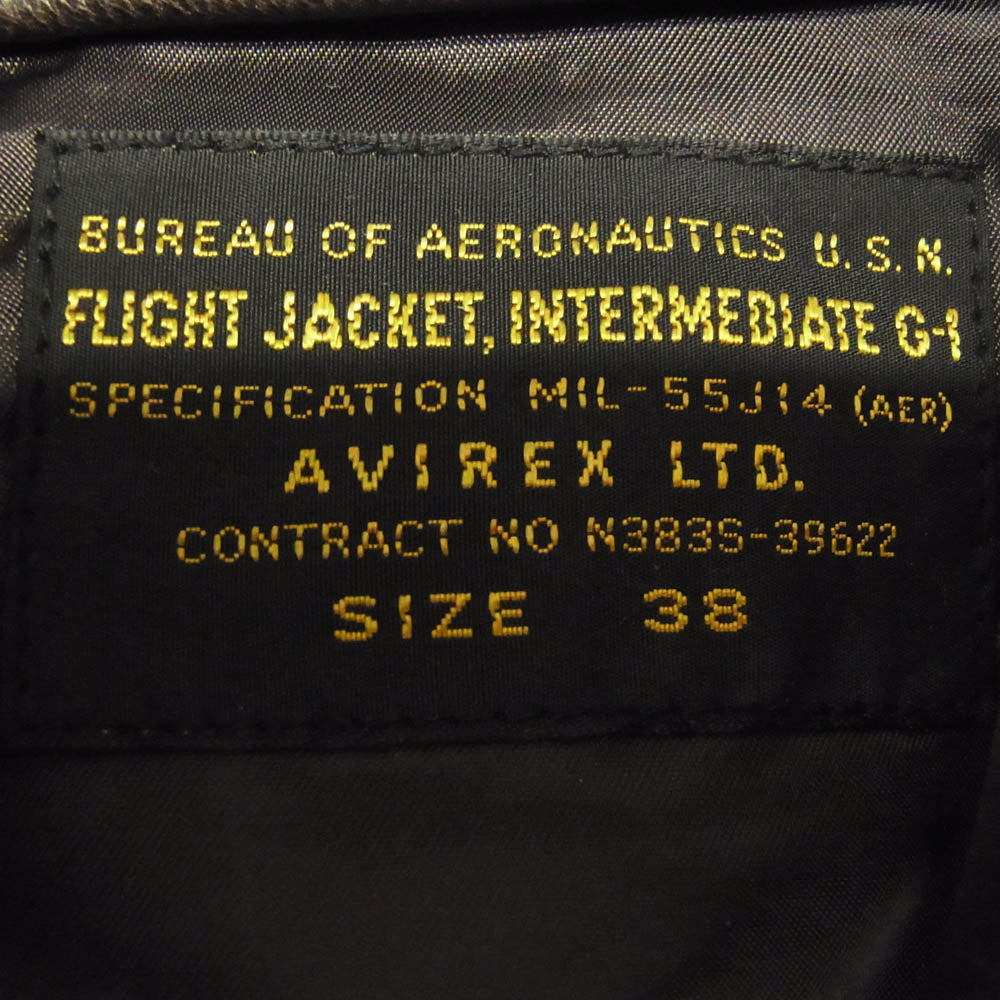 BUREAU OF AERONAUTICS U.S.N.
FLIGHT JACKET, INTERMEDIATE G-1
SPECIFICATION MIL-55J14 (AER)
AVIREX LTD.
CONTRACT NO N383S-39622
SIZE 38